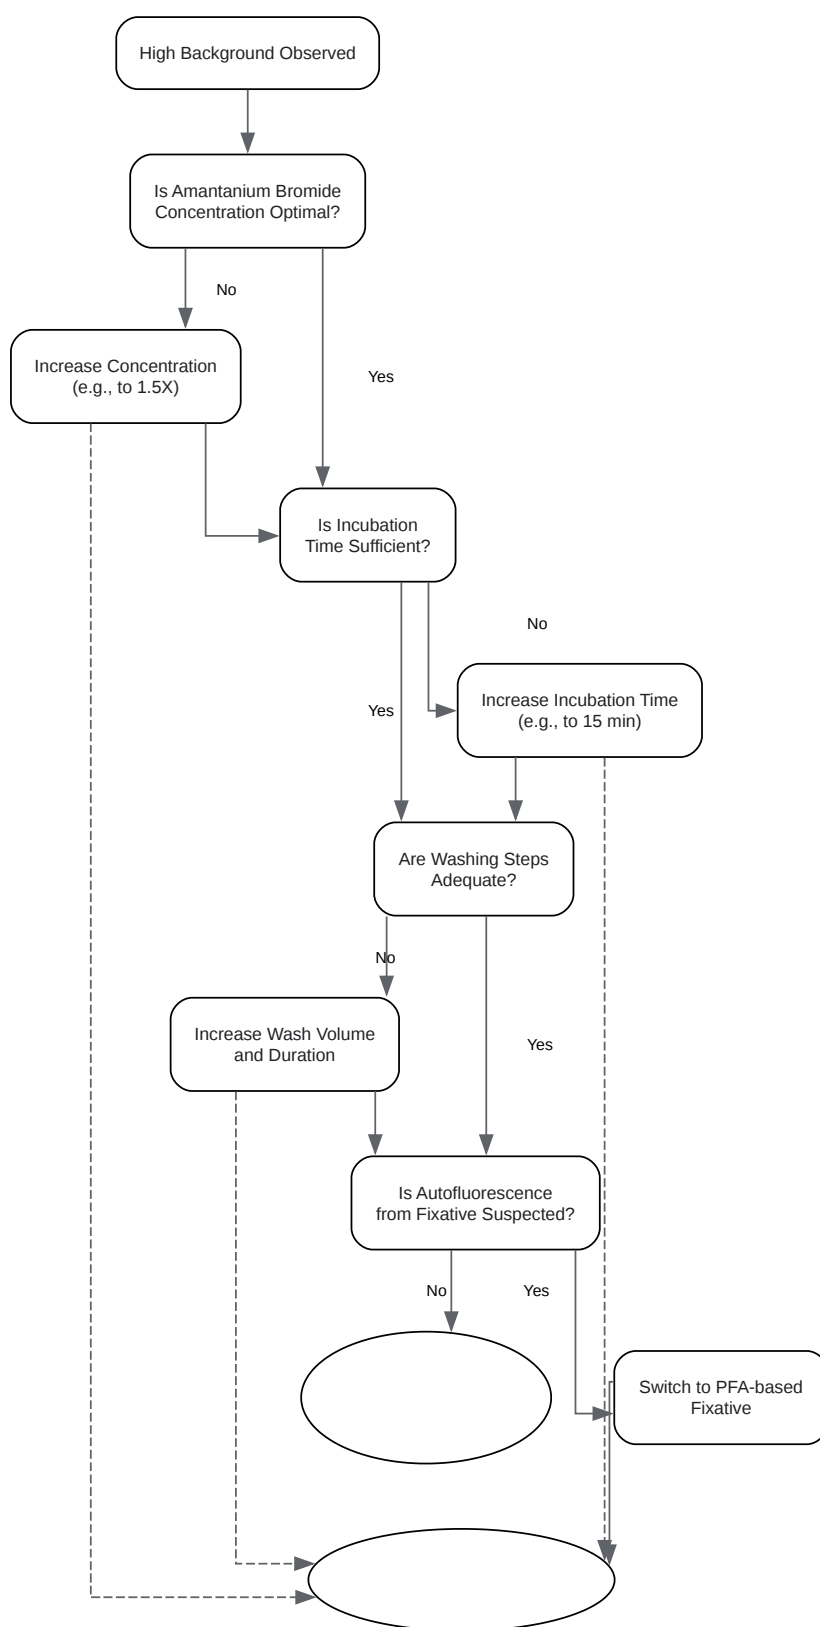 High Background Observed
Is Amantanium Bromide
Concentration Optimal?
No
Increase Concentration
(e.g., to 1.5X)
Yes
Is Incubation
Time Sufficient?
No
Increase Incubation Time
(e.g., to 15 min)
Yes
Are Washing Steps
Adequate?
No
Increase Wash Volume
and Duration
Yes
Is Autofluorescence
from Fixative Suspected?
No
Yes
Switch to PFA-based
Fixative